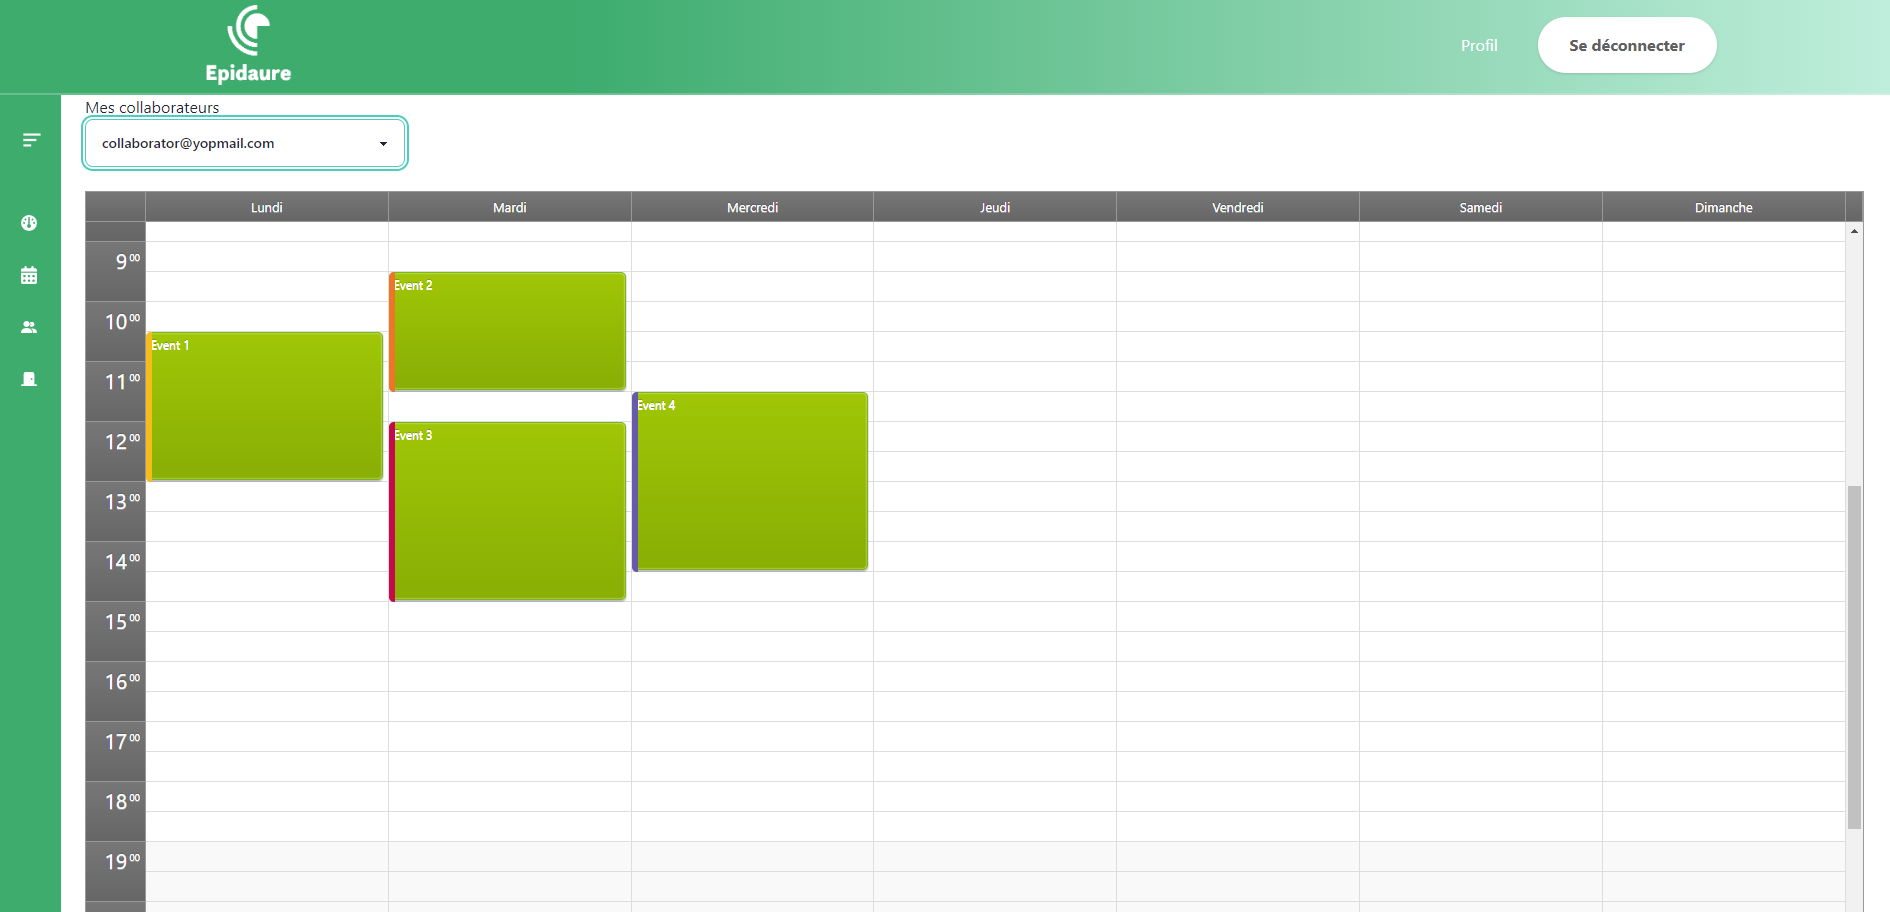 Epidaure
Profil
Se déconnecter
Mes collaborateurs
collaborator@yopmail.com
Lundi Mardi Mercredi Jeudi Vendredi Samedi Dimanche
9 00
Event 2
10 00
Event 1
11 00
Event 4
12 00
Event 3
13 00
14 00
15 00
16 00
17 00
18 00
19 00